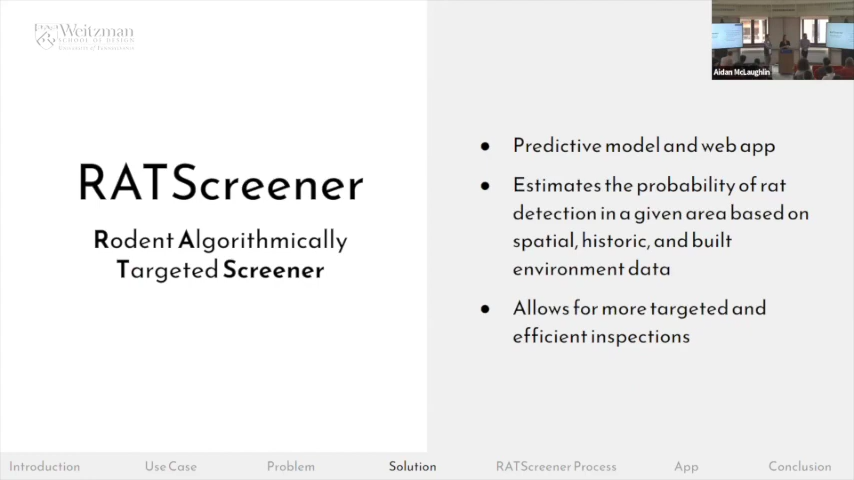 Weitzman
SCHOOL OF DESIGN
UNIVERSITY of PENNSYLVANIA
Aidan McLaughlin
RATScreener
Rodent Algorithmically
Targeted Screener
● Predictive model and web app
● Estimates the probability of rat
detection in a given area based on
spatial, historic, and built
environment data
● Allows for more targeted and
efficient inspections
Introduction
Use Case
Problem
Solution
RATScreener Process
App
Conclusion